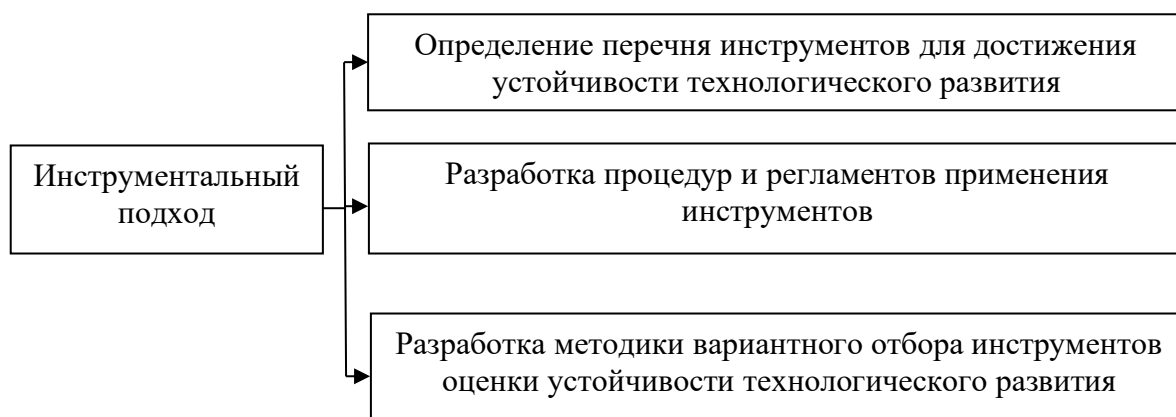 Определение перечня инструментов для достижения
устойчивости технологического развития
Инструментальный
подход
Разработка процедур и регламентов применения
инструментов
Разработка методики вариантного отбора инструментов
оценки устойчивости технологического развития